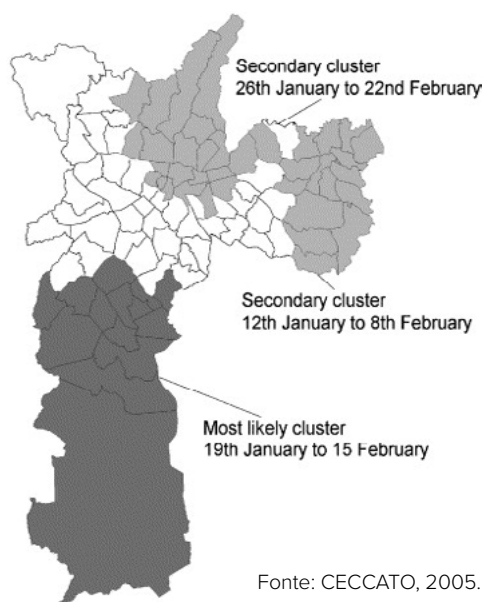 Secondary cluster
26th January to 22nd February
Secondary cluster
12th January to 8th February
Most likely cluster
19th January to 15 February
Fonte: CECCATO, 2005.